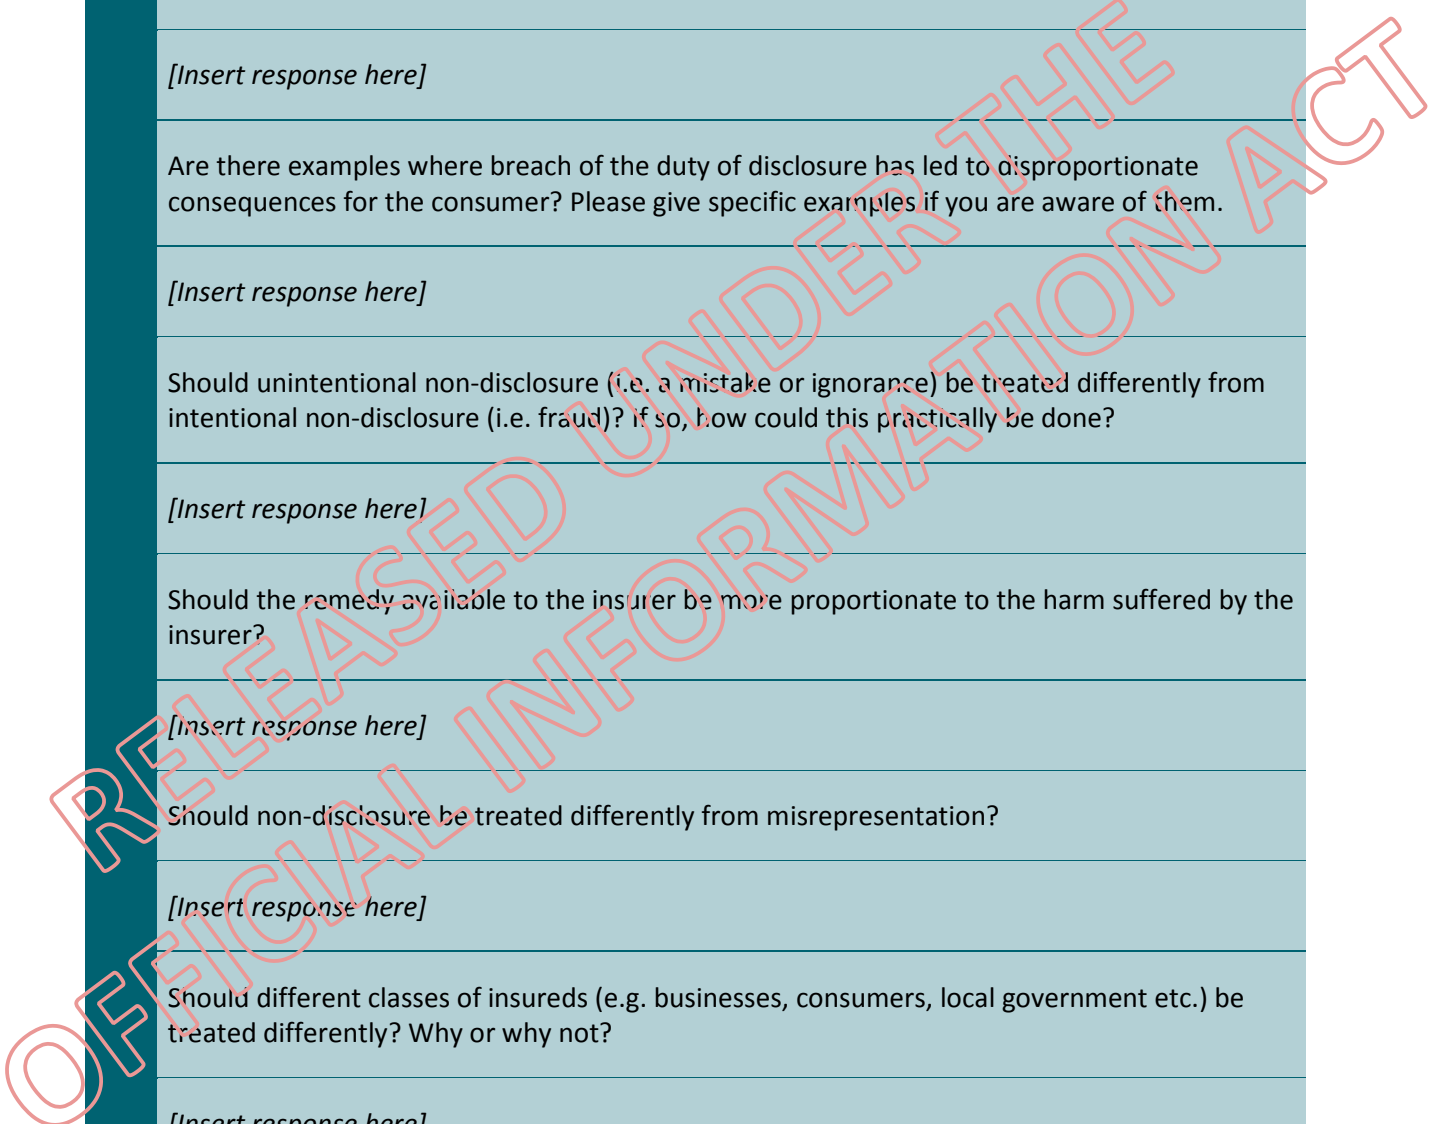 [Insert response here]
Are there examples where breach of the duty of disclosure has led to disproportionate
consequences for the consumer? Please give specific examples if you are aware of them.
[Insert response here]
Should unintentional non-disclosure (i.e. a mistake or ignorance) be treated differently from
intentional non-disclosure (i.e. fraud)? If so, how could this practically be done?
[Insert response here]
Should the remedy available to the insurer be more proportionate to the harm suffered by the
insurer?
[Insert response here]
Should non-disclosure be treated differently from misrepresentation?
[Insert response here]
Should different classes of insureds (e.g. businesses, consumers, local government etc.) be
treated differently? Why or why not?
[Insert response here]
RELEASED UNDER THE
OFFICIAL INFORMATION ACT